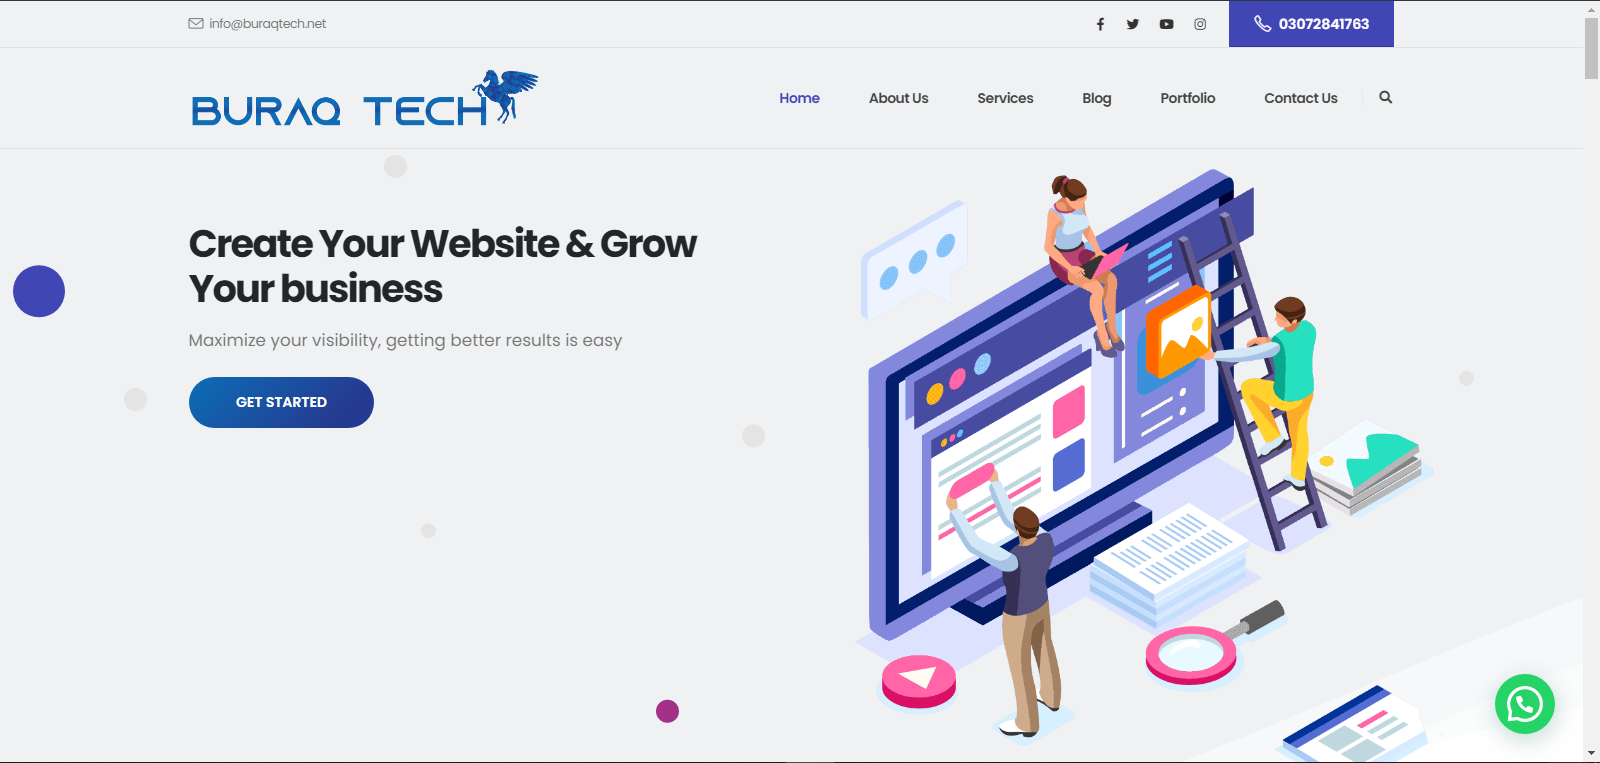 info@buraqtech.net
03072841763
BURAQ TECH
Home
About Us
Services
Blog
Portfolio
Contact Us
Create Your Website & Grow
Your business
Maximize your visibility, getting better results is easy
GET STARTED